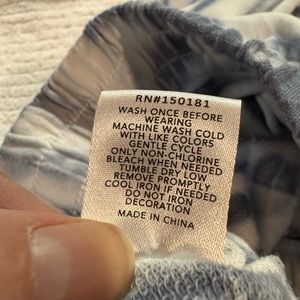 RN#150181
WASH ONCE BEFORE
WEARING
MACHINE WASH COLD
WITH LIKE COLORS
GENTLE CYCLE
ONLY NON-CHLORINE
BLEACH WHEN NEEDED
TUMBLE DRY LOW
REMOVE PROMPTLY
COOL IRON IF NEEDED
DO NOT IRON
DECORATION
MADE IN CHINA